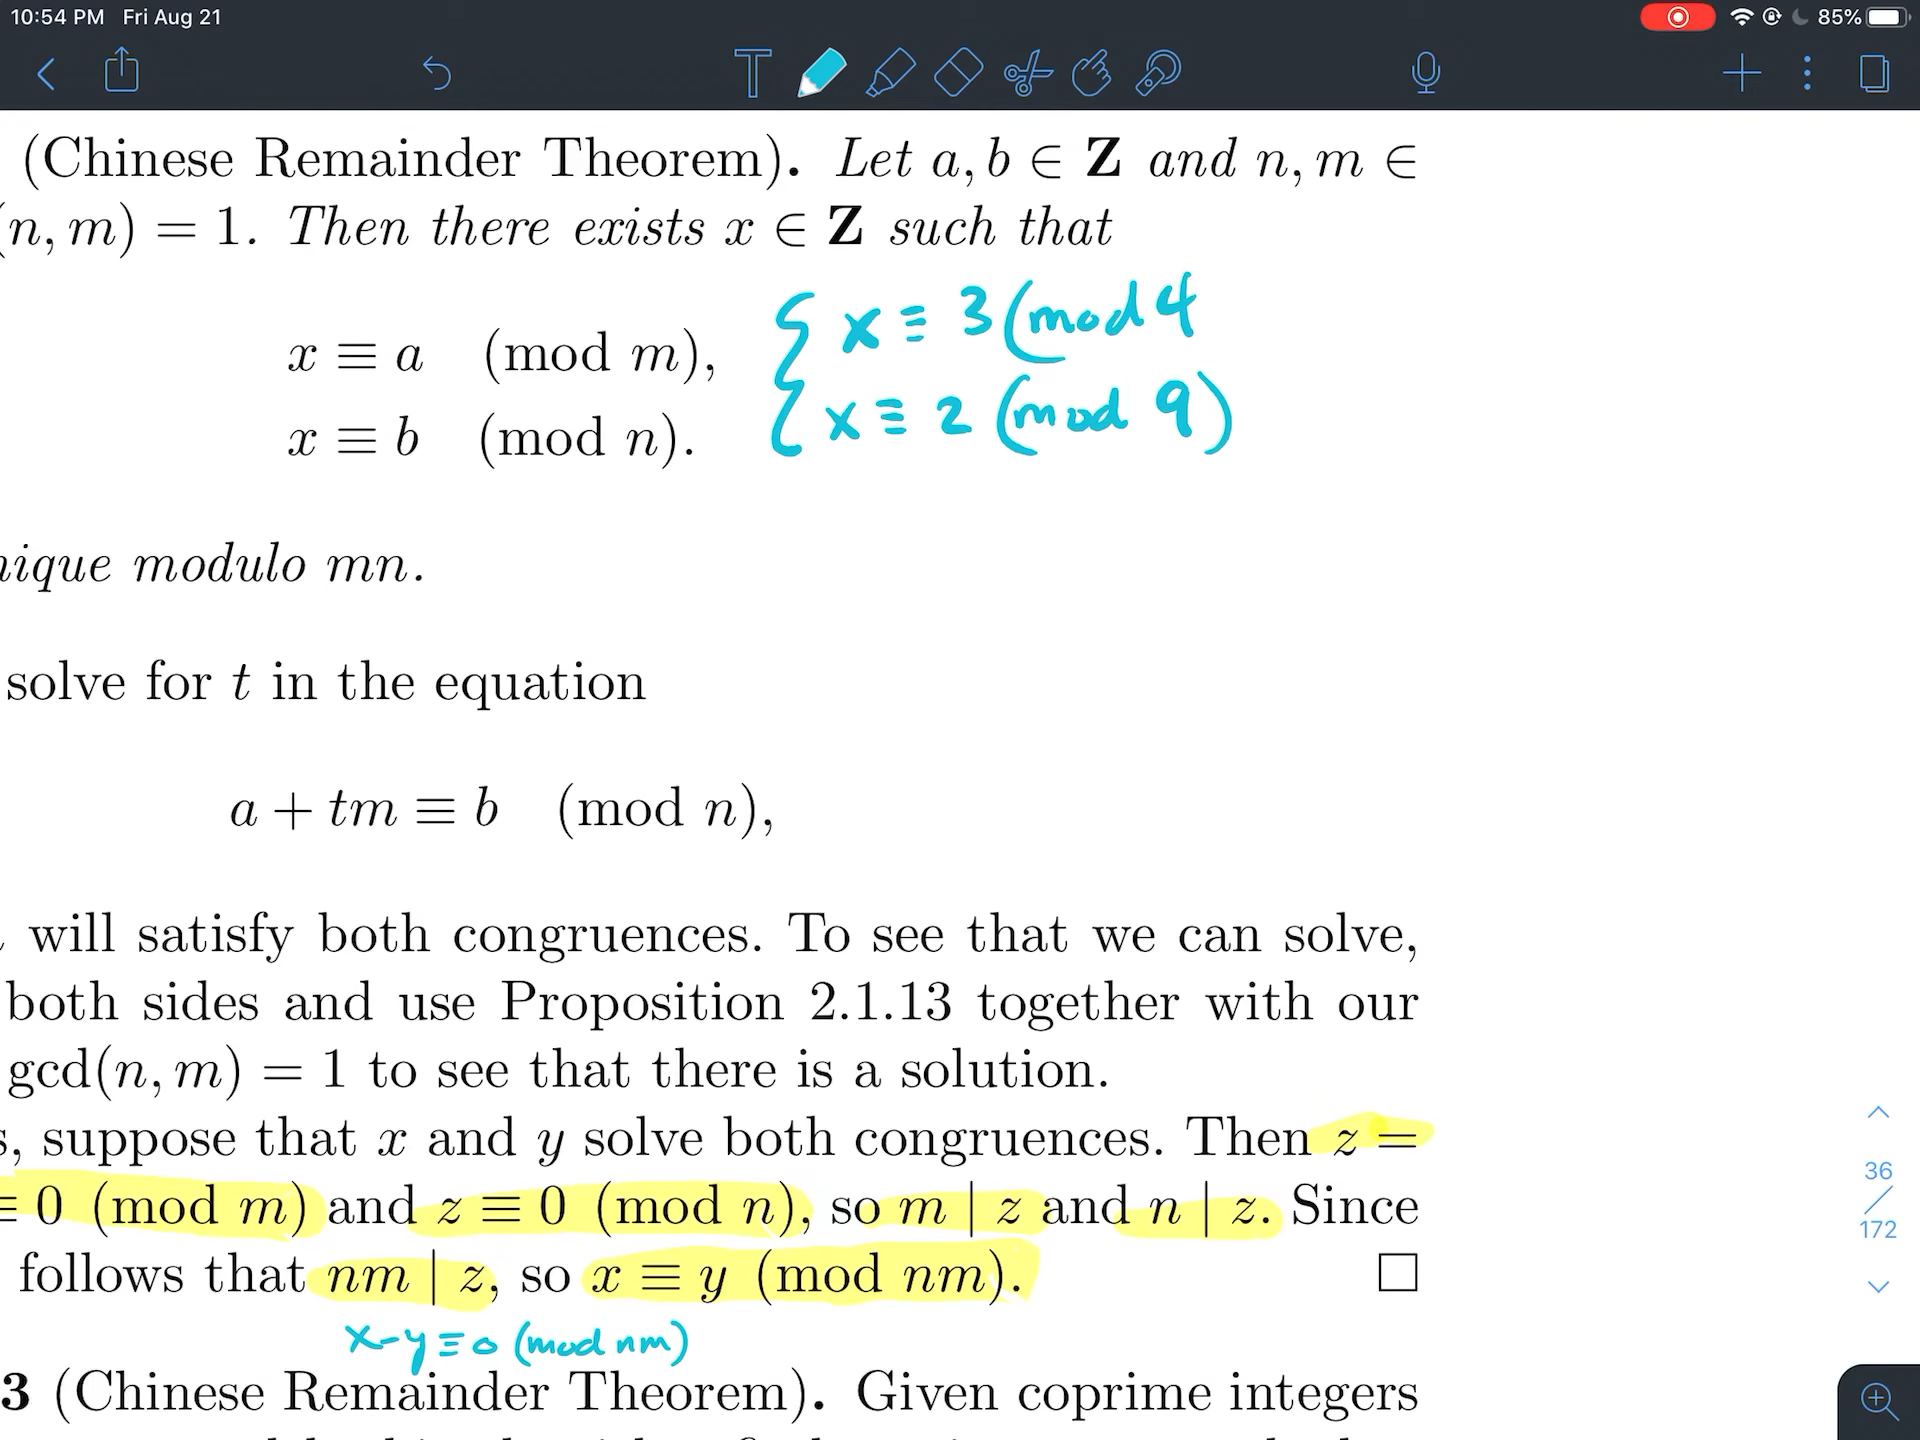 10:54 PM Fri Aug 21
85%
(Chinese Remainder Theorem). Let a, b ∈ Z and n, m ∈
(n, m) = 1. Then there exists x ∈ Z such that
x ≡ a (mod m),
x ≡ b (mod n).
x ≡ 3 (mod 4
x ≡ 2 (mod 9)
nique modulo mn.
solve for t in the equation
a + tm ≡ b (mod n),
will satisfy both congruences. To see that we can solve,
both sides and use Proposition 2.1.13 together with our
gcd(n, m) = 1 to see that there is a solution.
s, suppose that x and y solve both congruences. Then z =
≡ 0 (mod m) and z ≡ 0 (mod n), so m | z and n | z. Since
follows that nm | z, so x ≡ y (mod nm). □
x-y ≡ 0 (mod nm)
3 (Chinese Remainder Theorem). Given coprime integers
36
/
172